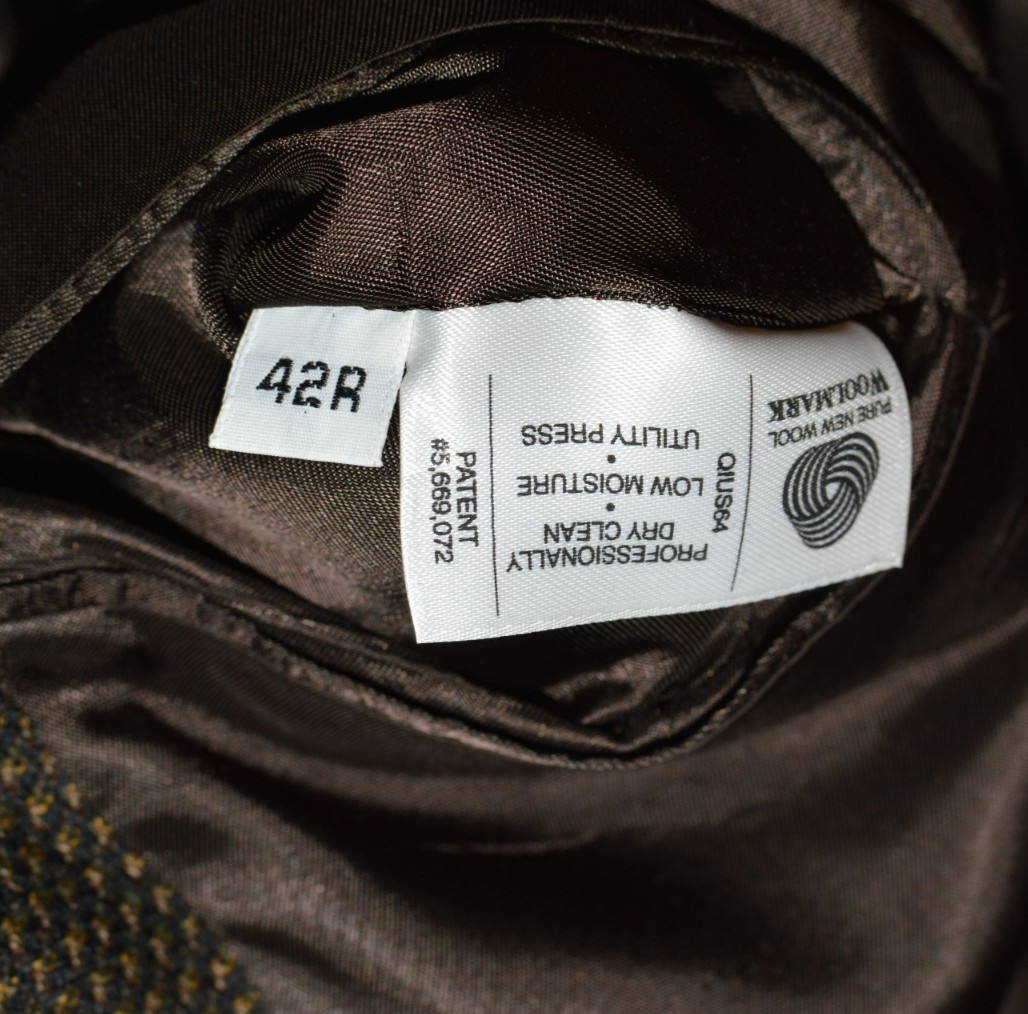 42R
PATENT
#5,669,072
PROFESSIONALLY
DRY CLEAN
•
LOW MOISTURE
•
UTILITY PRESS
QIUS64
PURE NEW WOOL
WOOLMARK